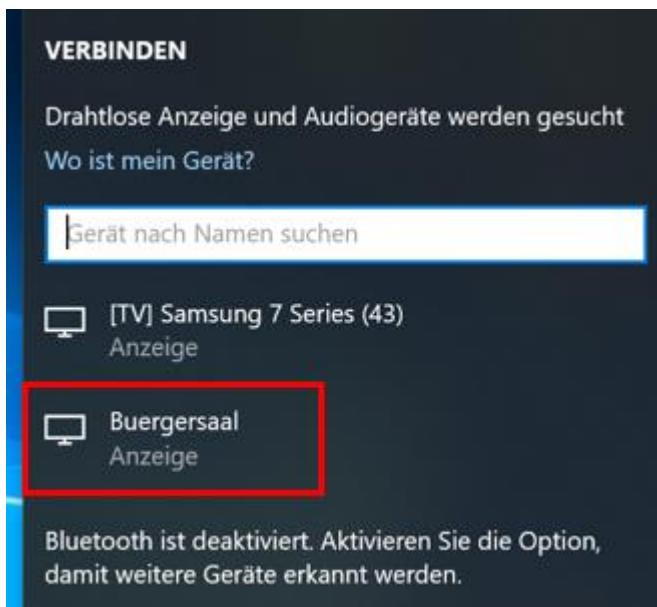 VERBINDEN
Drahtlose Anzeige und Audiogeräte werden gesucht
Wo ist mein Gerät?
Gerät nach Namen suchen
[TV] Samsung 7 Series (43)
Anzeige
Buergersaal
Anzeige
Bluetooth ist deaktiviert. Aktivieren Sie die Option,
damit weitere Geräte erkannt werden.